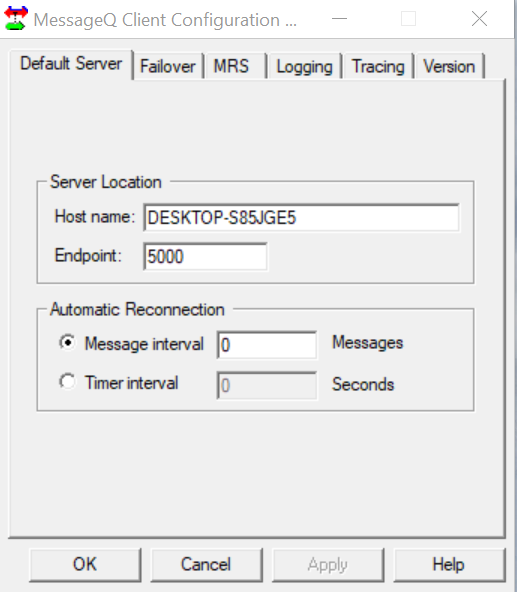 MessageQ Client Configuration ...
Default Server Failover MRS Logging Tracing Version
Server Location
Host name: DESKTOP-S85JGE5
Endpoint: 5000
Automatic Reconnection
Message interval 0 Messages
Timer interval 0 Seconds
OK Cancel Apply Help